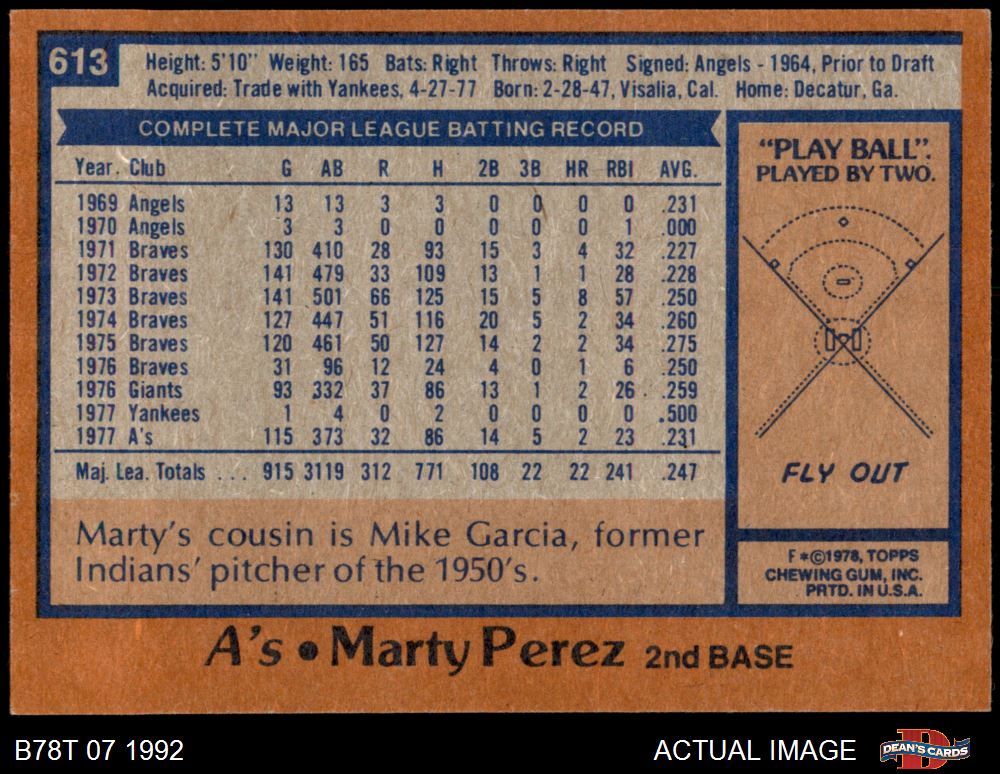 613
Height: 5'10" Weight: 165 Bats: Right Throws: Right Signed: Angels - 1964, Prior to Draft
Acquired: Trade with Yankees, 4-27-77 Born: 2-28-47, Visalia, Cal. Home: Decatur, Ga.
COMPLETE MAJOR LEAGUE BATTING RECORD
Year. Club G AB R H 2B 3B HR RBI AVG.
1969 Angels 13 13 3 3 0 0 0 0 .231
1970 Angels 3 3 0 0 0 0 0 1 .000
1971 Braves 130 410 28 93 15 3 4 32 .227
1972 Braves 141 479 33 109 13 1 1 28 .228
1973 Braves 141 501 66 125 15 5 8 57 .250
1974 Braves 127 447 51 116 20 5 2 34 .260
1975 Braves 120 461 50 127 14 2 2 34 .275
1976 Braves 31 96 12 24 4 0 1 6 .250
1976 Giants 93 332 37 86 13 1 2 26 .259
1977 Yankees 1 4 0 2 0 0 0 0 .500
1977 A's 115 373 32 86 14 5 2 23 .231
Maj. Lea. Totals ... 915 3119 312 771 108 22 22 241 .247
Marty's cousin is Mike Garcia, former
Indians' pitcher of the 1950's.
"PLAY BALL".
PLAYED BY TWO.
FLY OUT
F *©1978, TOPPS
CHEWING GUM, INC.
PRTD. IN U.S.A.
A's • Marty Perez 2nd BASE
B78T 07 1992
ACTUAL IMAGE
DEAN'S CARDS